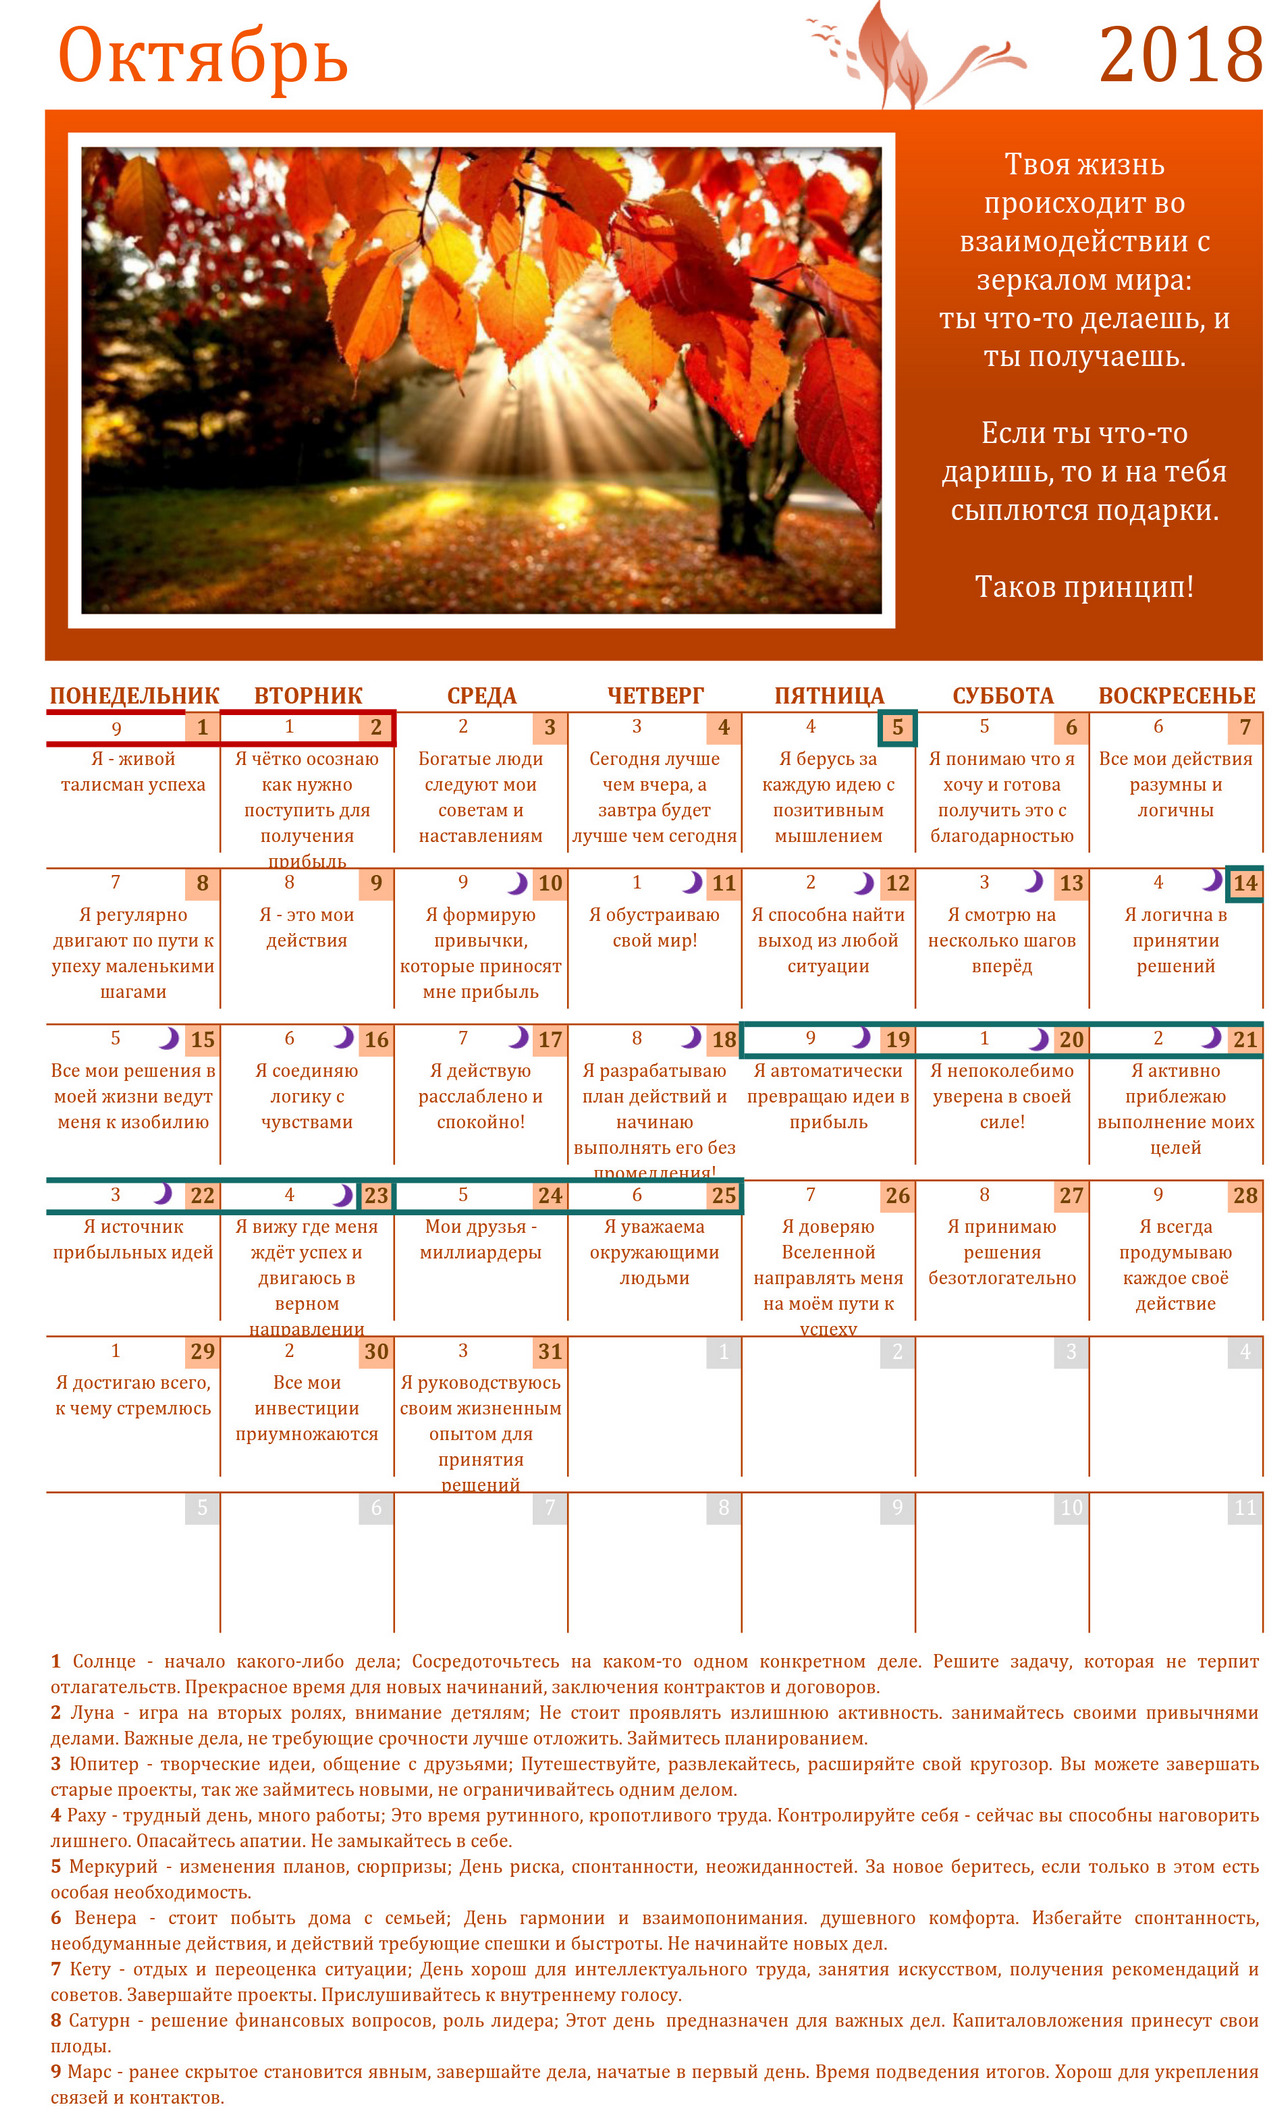 Октябрь
2018
Твоя жизнь
происходит во
взаимодействии с
зеркалом мира:
ты что-то делаешь, и
ты получаешь.
Если ты что-то
даришь, то и на тебя
сыплются подарки.
Таков принцип!
ПОНЕДЕЛЬНИК ВТОРНИК СРЕДА ЧЕТВЕРГ ПЯТНИЦА СУББОТА ВОСКРЕСЕНЬЕ
9 1
Я - живой
талисман успеха
1 2
Я чётко осознаю
как нужно
поступить для
получения
прибыль
2 3
Богатые люди
следуют мои
советам и
наставлениям
3 4
Сегодня лучше
чем вчера, а
завтра будет
лучше чем сегодня
4 5
Я берусь за
каждую идею с
позитивным
мышлением
5 6
Я понимаю что я
хочу и готова
получить это с
благодарностью
6 7
Все мои действия
разумны и
логичны
7 8
Я регулярно
двигают по пути к
упеху маленькими
шагами
8 9
Я - это мои
действия
9 10
Я формирую
привычки,
которые приносят
мне прибыль
1 11
Я обустраиваю
свой мир!
2 12
Я способна найти
выход из любой
ситуации
3 13
Я смотрю на
несколько шагов
вперёд
4 14
Я логична в
принятии
решений
5 15
Все мои решения в
моей жизни ведут
меня к изобилию
6 16
Я соединяю
логику с
чувствами
7 17
Я действую
расслаблено и
спокойно!
8 18
Я разрабатываю
план действий и
начинаю
выполнять его без
промедления!
9 19
Я автоматически
превращаю идеи в
прибыль
1 20
Я непоколебимо
уверена в своей
силе!
2 21
Я активно
приблежаю
выполнение моих
целей
3 22
Я источник
прибыльных идей
4 23
Я вижу где меня
ждёт успех и
двигаюсь в
верном
направлении
5 24
Мои друзья -
миллиардеры
6 25
Я уважаема
окружающими
людьми
7 26
Я доверяю
Вселенной
направлять меня
на моём пути к
успеху
8 27
Я принимаю
решения
безотлогательно
9 28
Я всегда
продумываю
каждое своё
действие
1 29
Я достигаю всего,
к чему стремлюсь
2 30
Все мои
инвестиции
приумножаются
3 31
Я руководствуюсь
своим жизненным
опытом для
принятия
решений
1 2 3 4
5 6 7 8 9 10 11
1 Солнце - начало какого-либо дела; Сосредоточьтесь на каком-то одном конкретном деле. Решите задачу, которая не терпит
отлагательств. Прекрасное время для новых начинаний, заключения контрактов и договоров.
2 Луна - игра на вторых ролях, внимание детялям; Не стоит проявлять излишнюю активность. занимайтесь своими привычнями
делами. Важные дела, не требующие срочности лучше отложить. Займитесь планированием.
3 Юпитер - творческие идеи, общение с друзьями; Путешествуйте, развлекайтесь, расширяйте свой кругозор. Вы можете завершать
старые проекты, так же займитесь новыми, не ограничивайтесь одним делом.
4 Раху - трудный день, много работы; Это время рутинного, кропотливого труда. Контролируйте себя - сейчас вы способны наговорить
лишнего. Опасайтесь апатии. Не замыкайтесь в себе.
5 Меркурий - изменения планов, сюрпризы; День риска, спонтанности, неожиданностей. За новое беритесь, если только в этом есть
особая необходимость.
6 Венера - стоит побыть дома с семьей; День гармонии и взаимопонимания. душевного комфорта. Избегайте спонтанность,
необдуманные действия, и действий требующие спешки и быстроты. Не начинайте новых дел.
7 Кету - отдых и переоценка ситуации; День хорош для интеллектуального труда, занятия искусством, получения рекомендаций и
советов. Завершайте проекты. Прислушивайтесь к внутреннему голосу.
8 Сатурн - решение финансовых вопросов, роль лидера; Этот день предназначен для важных дел. Капиталовложения принесут свои
плоды.
9 Марс - ранее скрытое становится явным, завершайте дела, начатые в первый день. Время подведения итогов. Хорош для укрепления
связей и контактов.